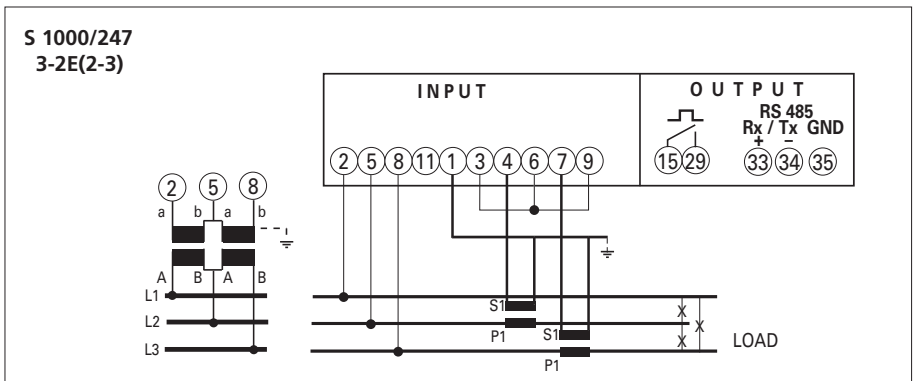 S 1000/247
3-2E(2-3)
INPUT
OUTPUT
RS 485
Rx / Tx GND
+ −
2 5 8 11 1 3 4 6 7 9
15 29
33 34 35
2 5 8
a b a b
A B A B
L1
L2
L3
S1
P1
S1
P1
X
X
X
LOAD